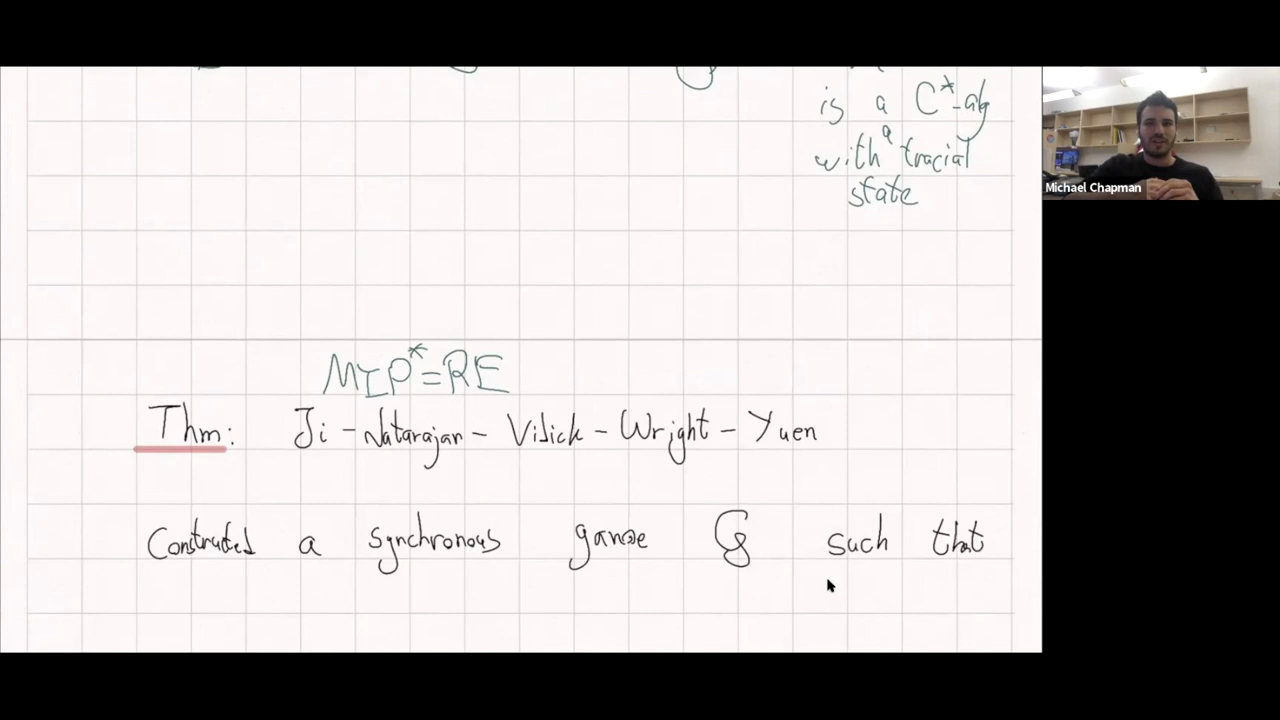 is a C*-alg
with a tracial
state
Michael Chapman
MIP* = RE
Thm: Ji - Natarajan - Vidick - Wright - Yuen
Constructed a synchronous game G such that